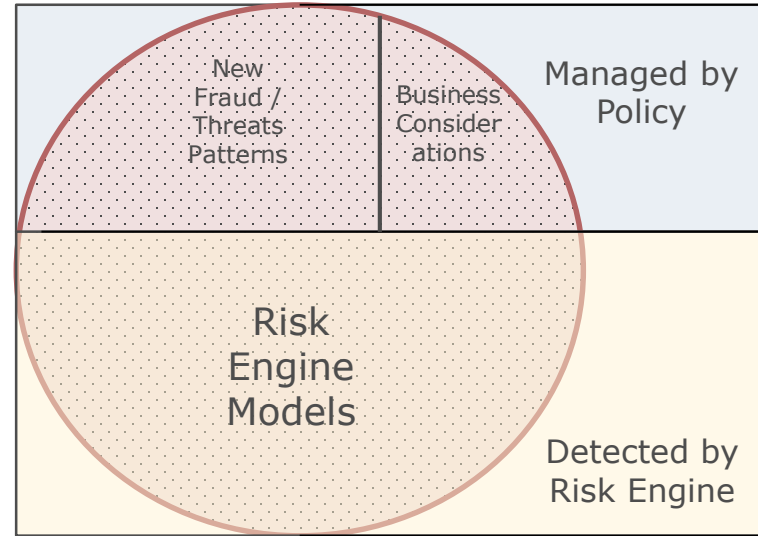 New
Fraud /
Threats
Patterns
Business
Consider
ations
Managed by
Policy
Risk
Engine
Models
Detected by
Risk Engine